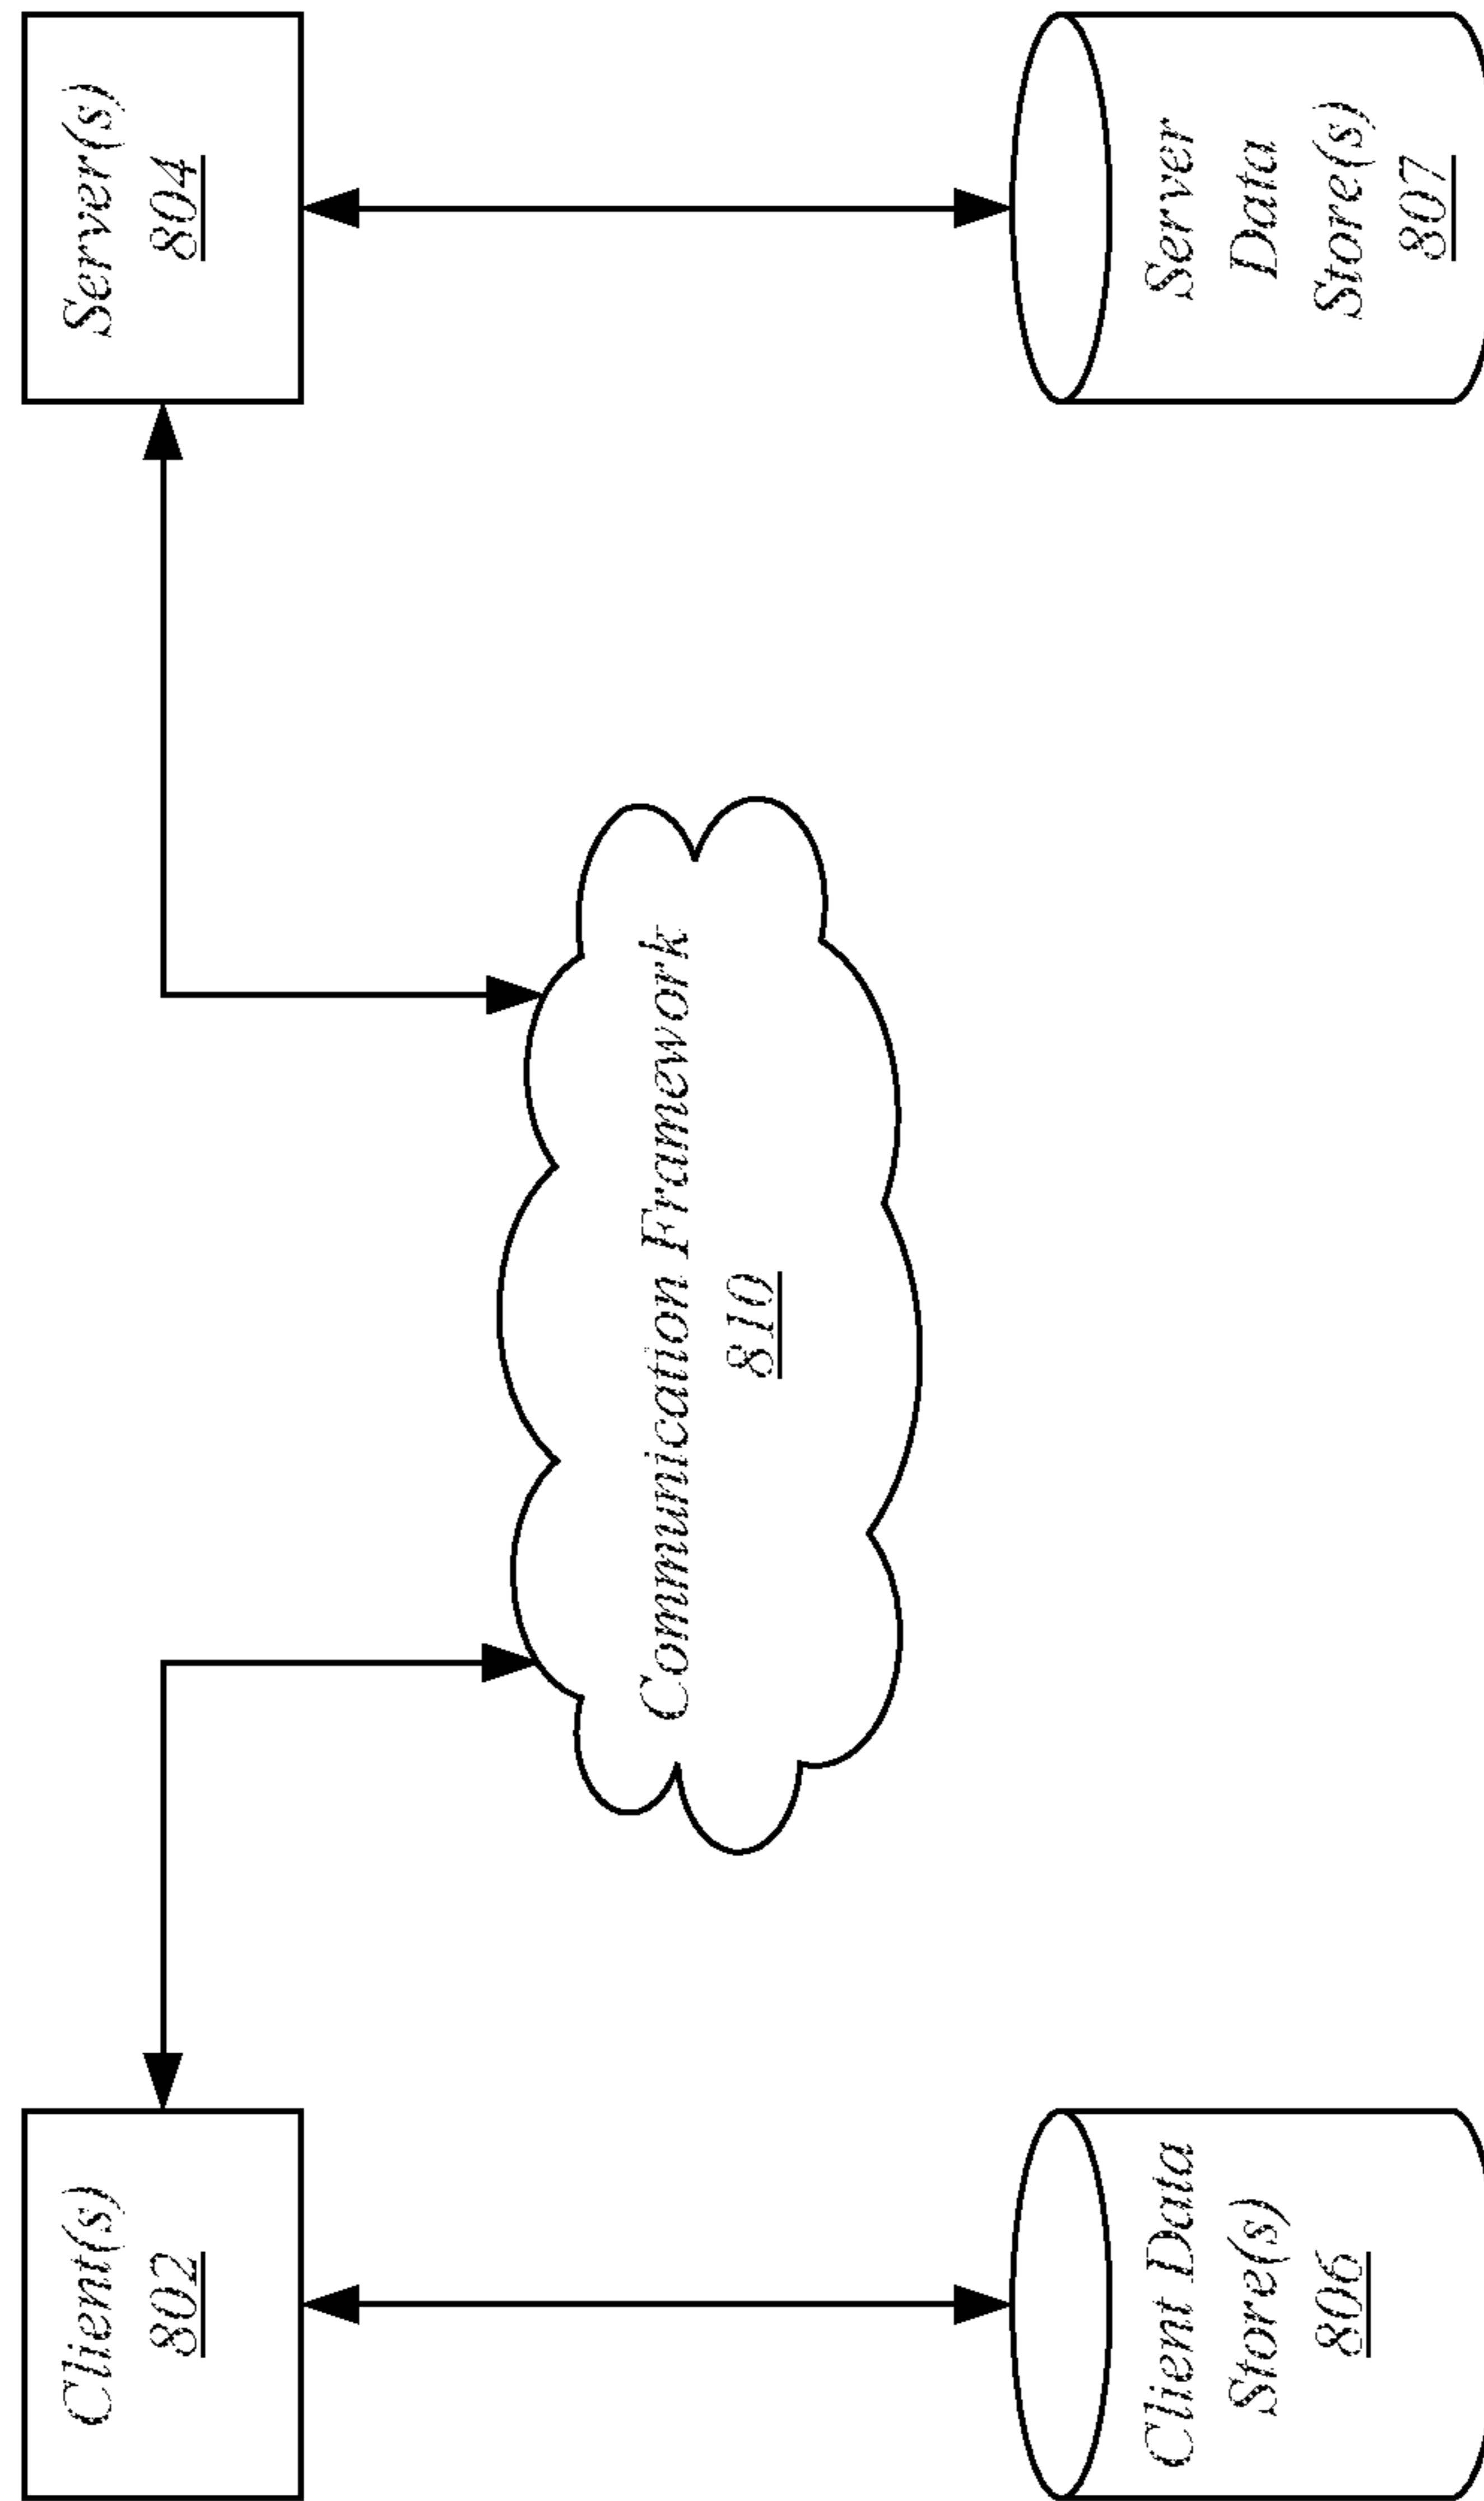 Client(s)
802
Server(s)
804
Communication Framework
810
Client Data
Store(s)
806
Server
Data
Store(s)
807